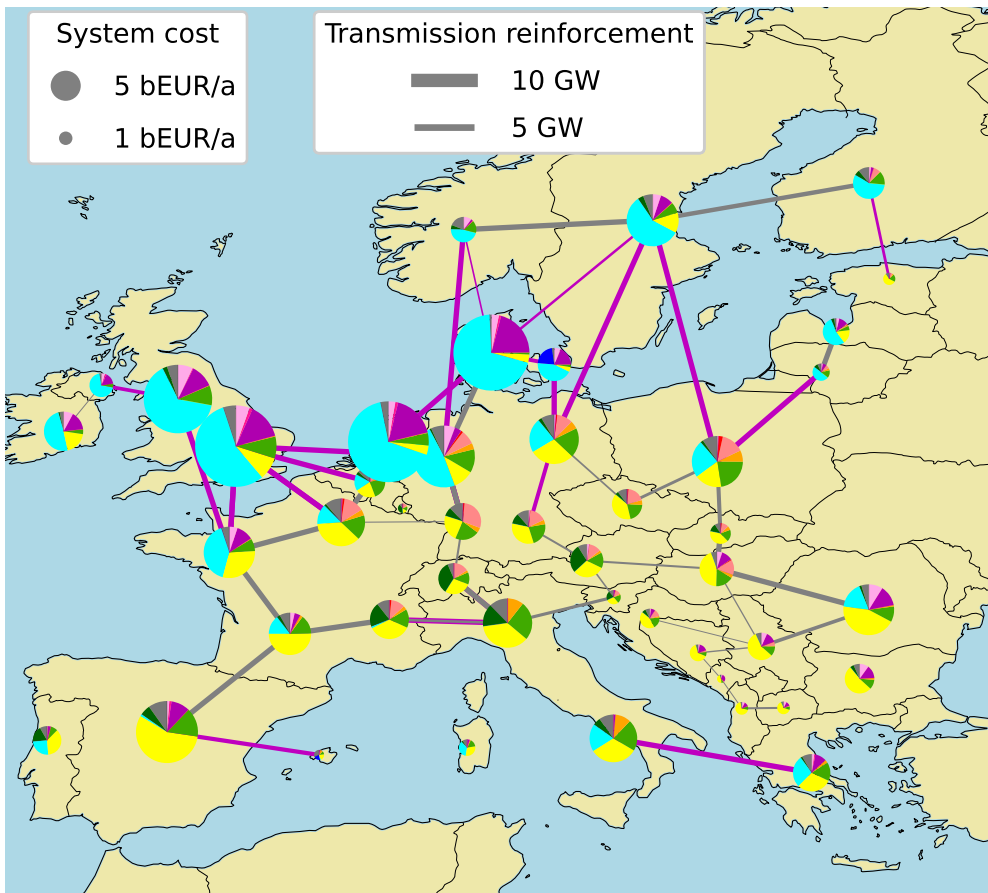 System cost
5 bEUR/a
1 bEUR/a
Transmission reinforcement
10 GW
5 GW